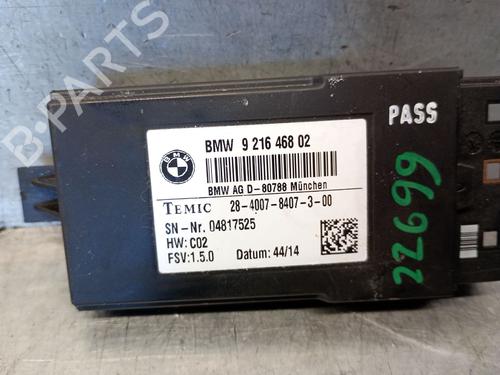 B-PARTS
BMW
BMW 9 216 468 02
BMW AG D-80788 München
TEMIC 28-4007-8407-3-00
SN-Nr. 04817525
HW: C02
FSV:1.5.0 Datum: 44/14
PASS
22699